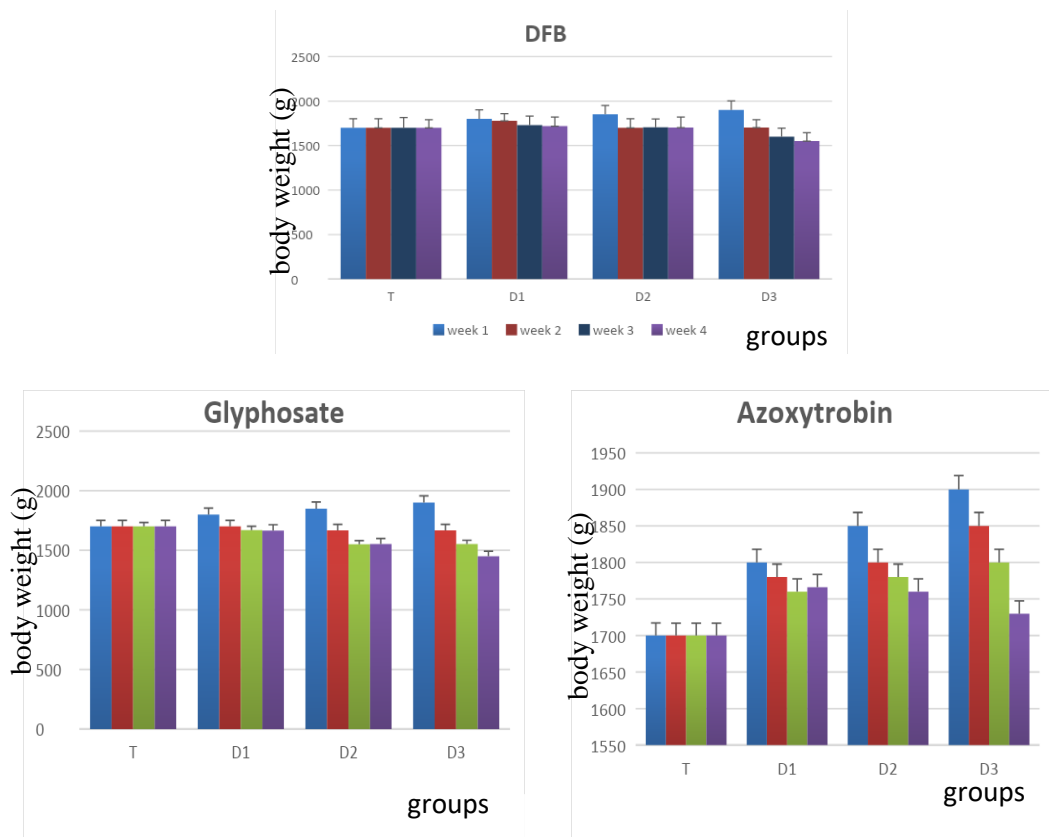 DFB
body weight (g)
2500
2000
1500
1000
500
0
T D1 D2 D3
week 1 week 2 week 3 week 4
groups
Glyphosate
body weight (g)
2500
2000
1500
1000
500
0
T D1 D2 D3
groups
Azoxytrobin
body weight (g)
1950
1900
1850
1800
1750
1700
1650
1600
1550
T D1 D2 D3
groups